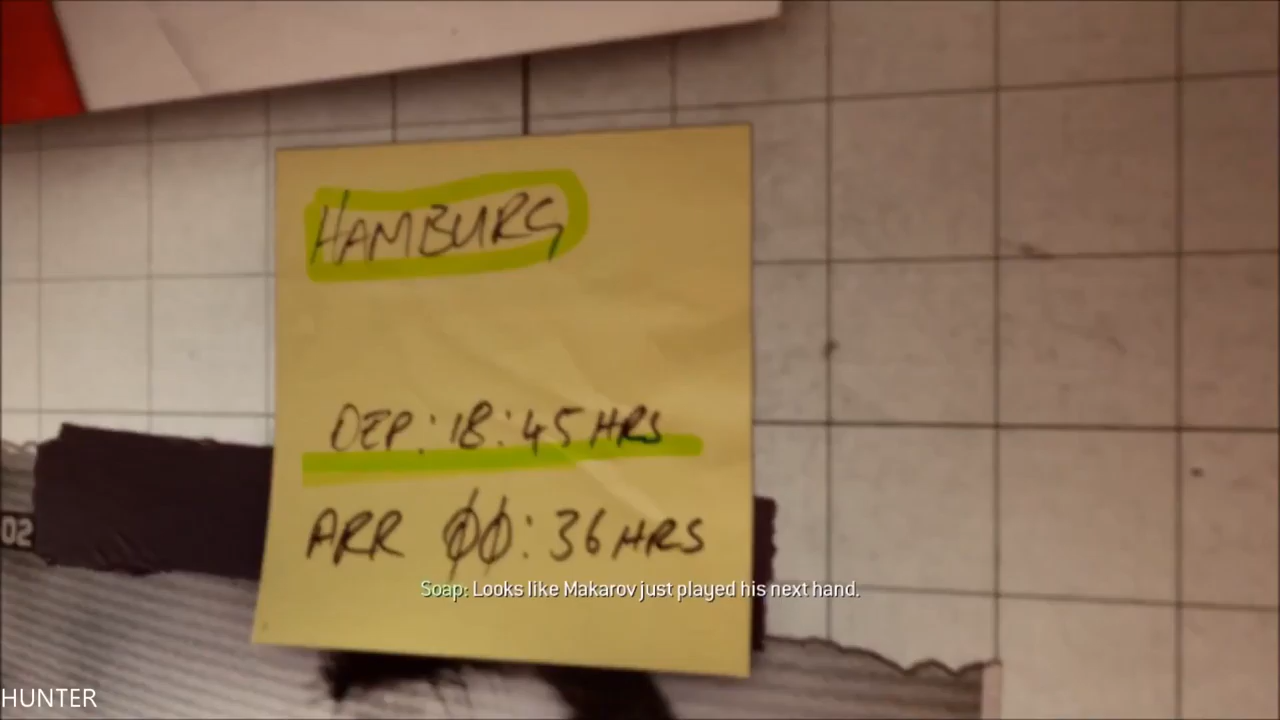 HAMBURG
DEP: 18:45 HRS
ARR 00:36 HRS
02
Soap: Looks like Makarov just played his next hand.
HUNTER